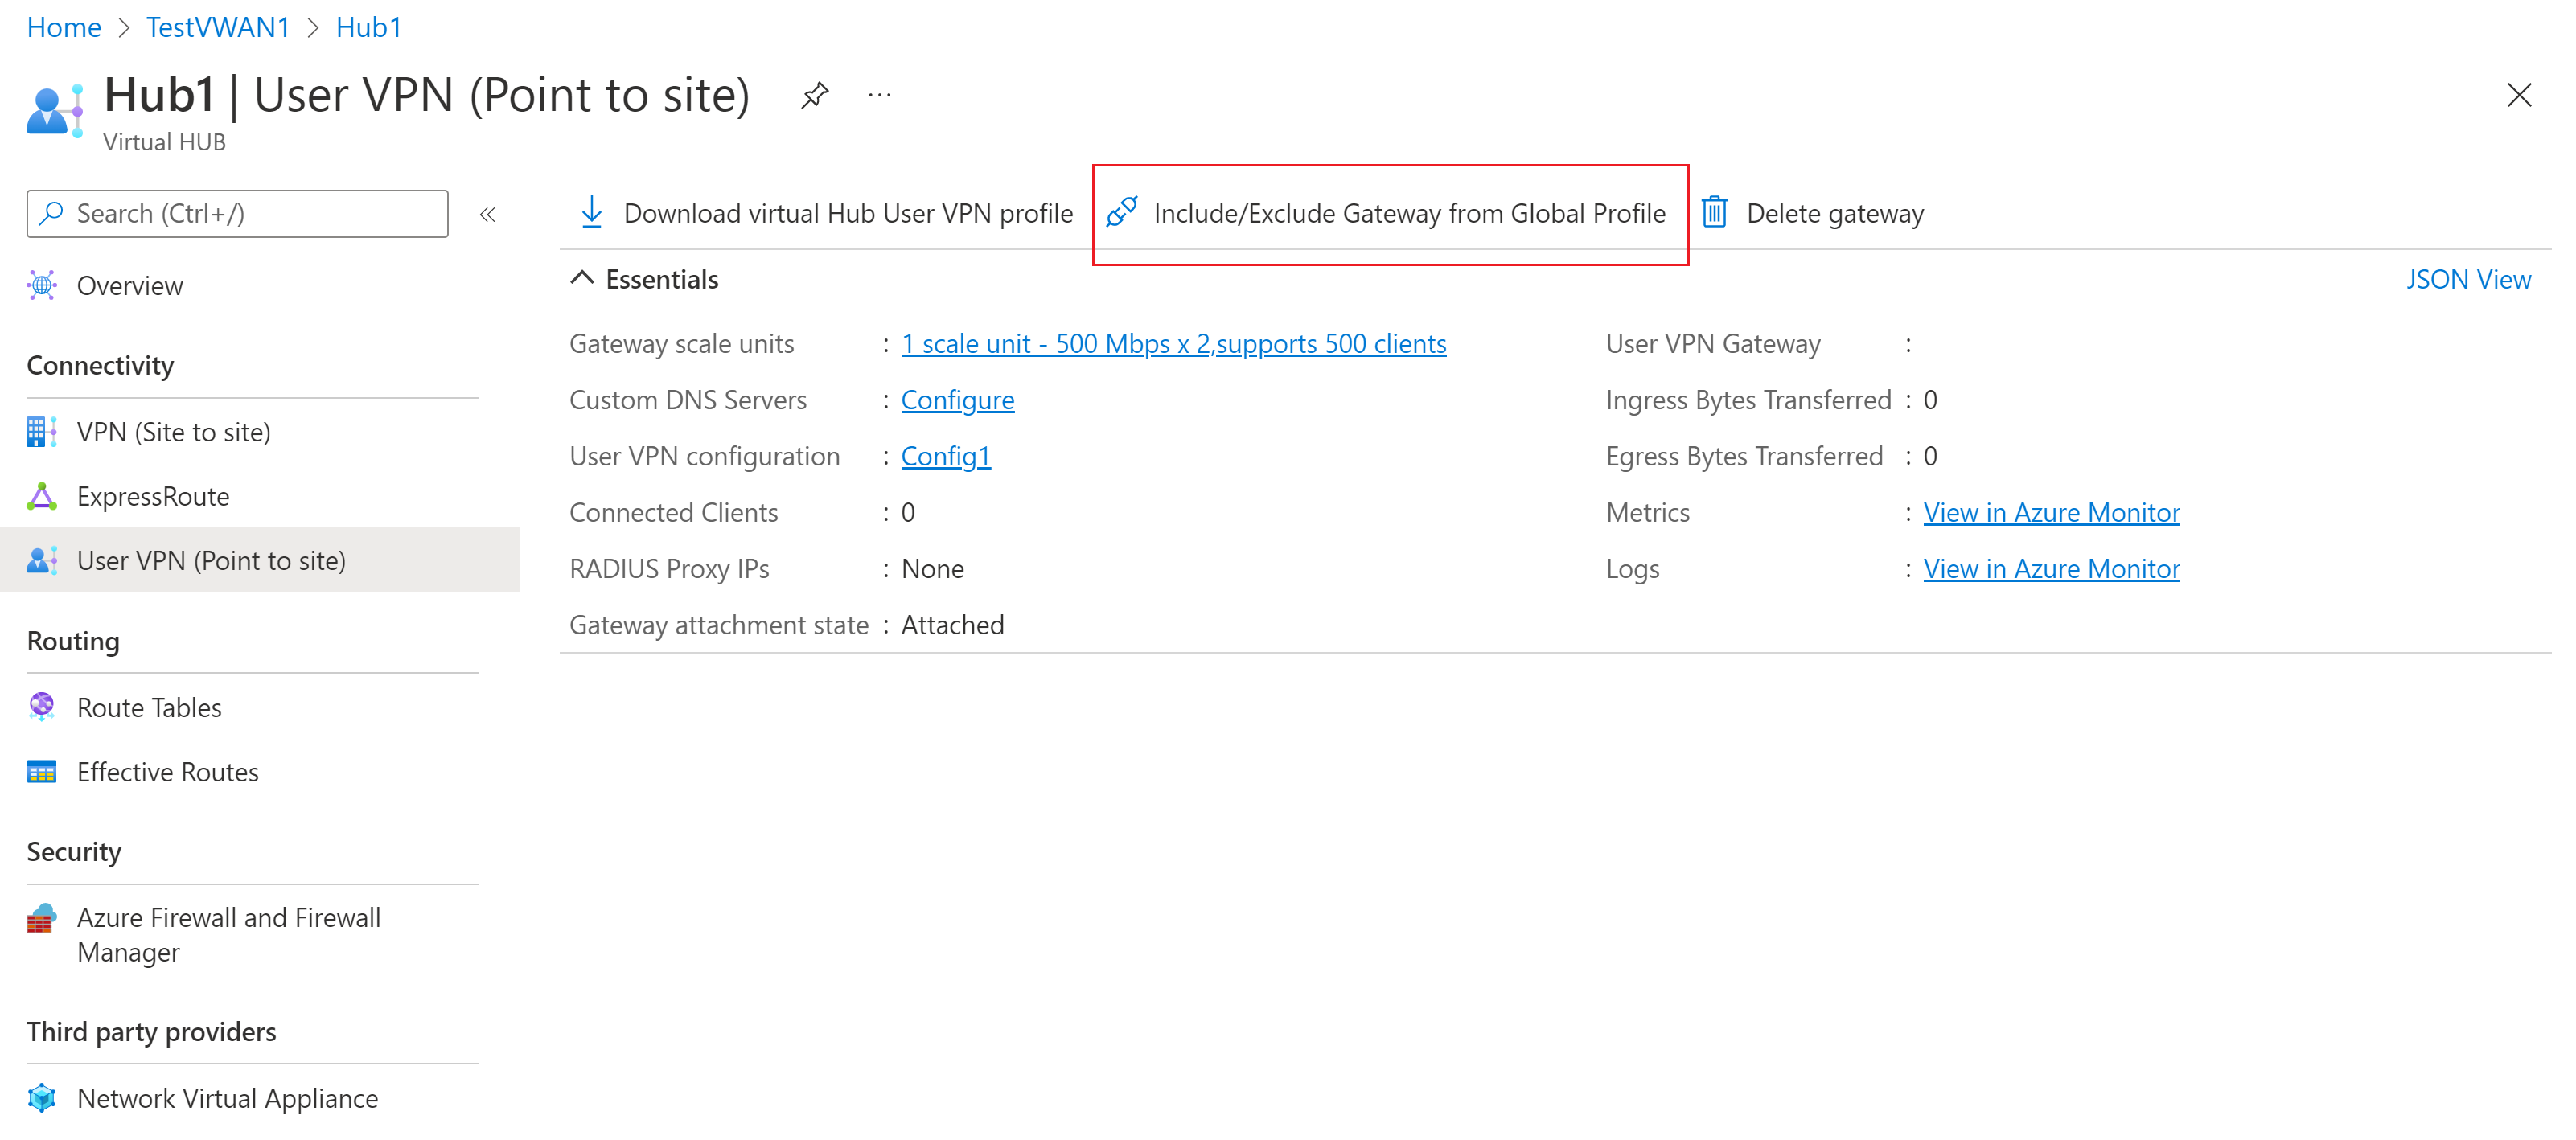 Home > TestVWAN1 > Hub1
Hub1 | User VPN (Point to site)
Virtual HUB
Search (Ctrl+/)
Overview
Connectivity
VPN (Site to site)
ExpressRoute
User VPN (Point to site)
Routing
Route Tables
Effective Routes
Security
Azure Firewall and Firewall
Manager
Third party providers
Network Virtual Appliance
Download virtual Hub User VPN profile
Include/Exclude Gateway from Global Profile
Delete gateway
Essentials
JSON View
Gateway scale units : 1 scale unit - 500 Mbps x 2,supports 500 clients
Custom DNS Servers : Configure
User VPN configuration : Config1
Connected Clients : 0
RADIUS Proxy IPs : None
Gateway attachment state : Attached
User VPN Gateway :
Ingress Bytes Transferred : 0
Egress Bytes Transferred : 0
Metrics : View in Azure Monitor
Logs : View in Azure Monitor